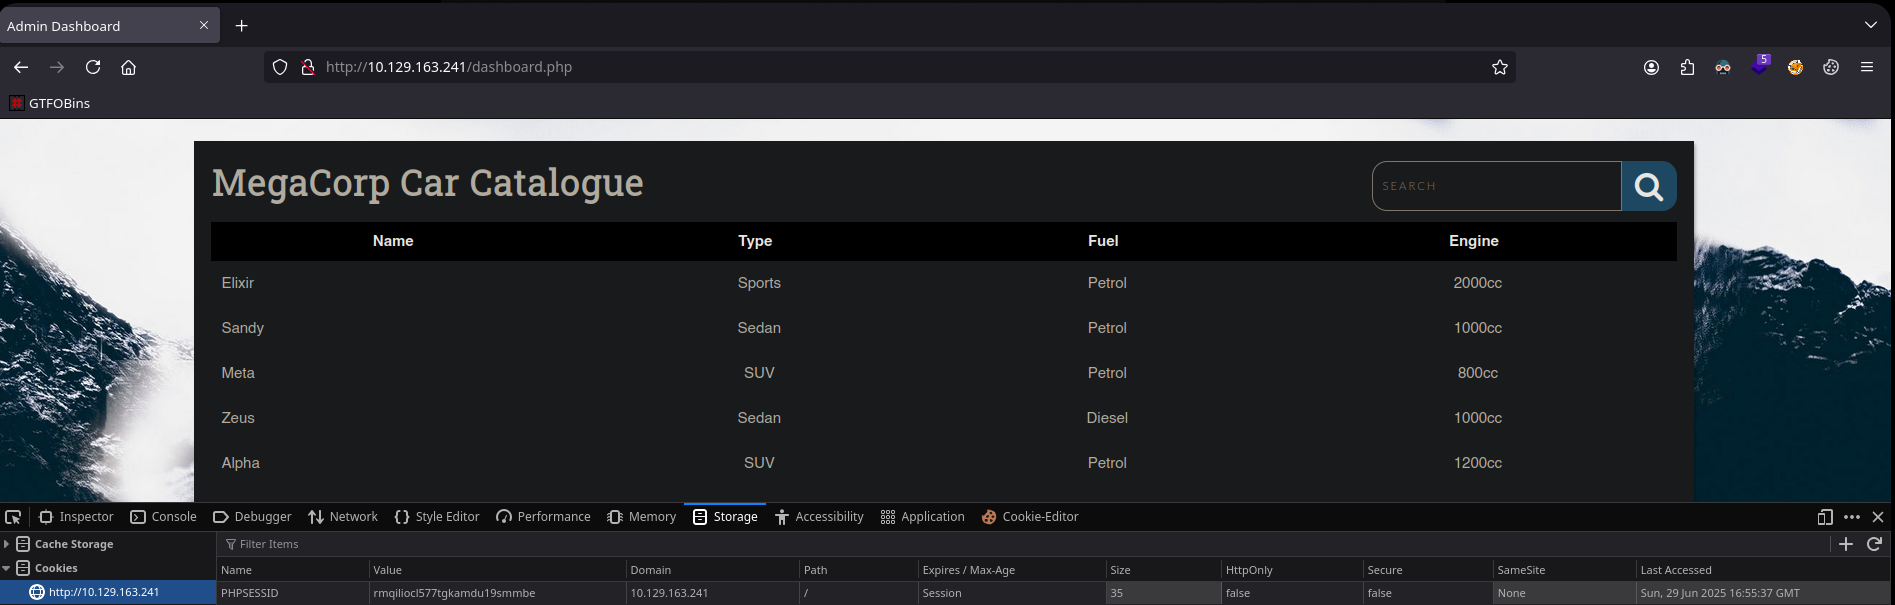 Admin Dashboard
http://10.129.163.241/dashboard.php
5
GTFOBins
MegaCorp Car Catalogue
SEARCH
Name Type Fuel Engine
Elixir Sports Petrol 2000cc
Sandy Sedan Petrol 1000cc
Meta SUV Petrol 800cc
Zeus Sedan Diesel 1000cc
Alpha SUV Petrol 1200cc
Inspector Console Debugger Network Style Editor Performance Memory Storage Accessibility Application Cookie-Editor
Cache Storage
Filter Items
Cookies
Name Value Domain Path Expires / Max-Age Size HttpOnly Secure SameSite Last Accessed
http://10.129.163.241
PHPSESSID rmqiliocl577tgkamdu19smmbe 10.129.163.241 / Session 35 false false None Sun, 29 Jun 2025 16:55:37 GMT